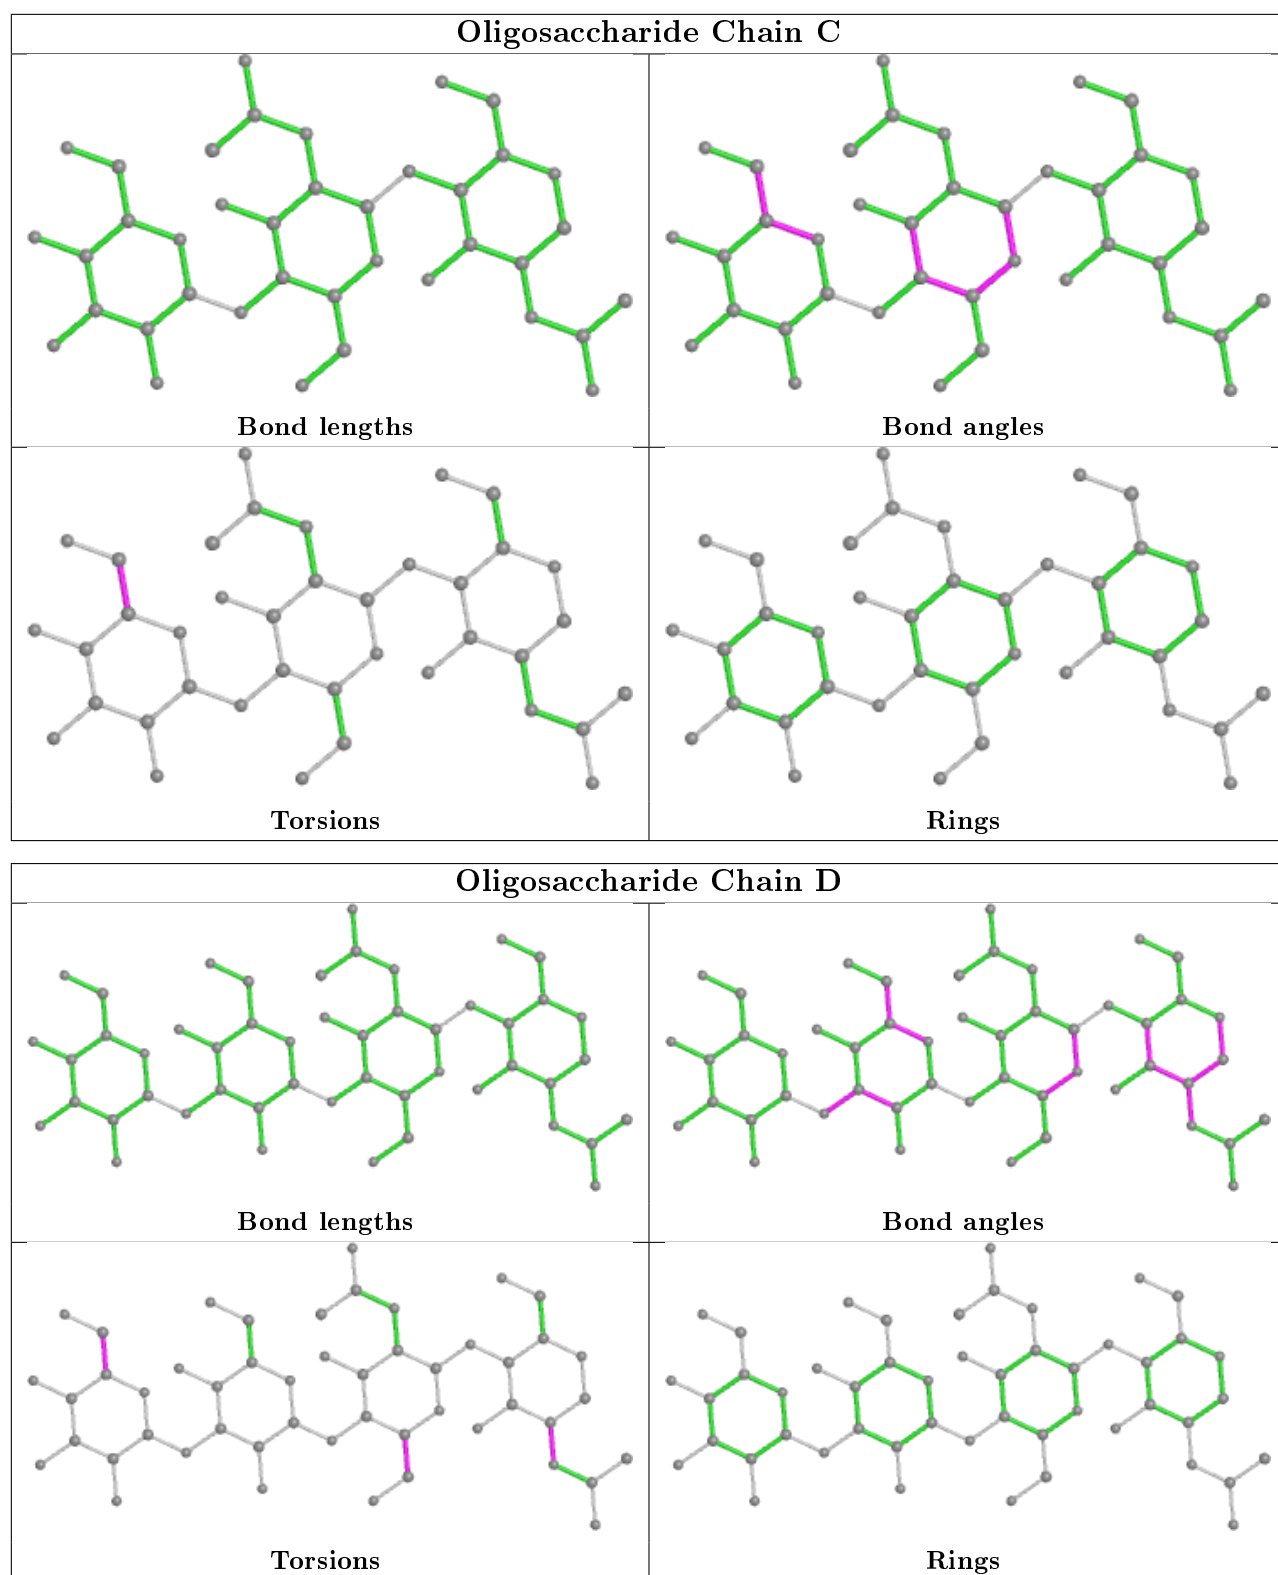 Oligosaccharide Chain C
Bond lengths
Bond angles
Torsions
Rings
Oligosaccharide Chain D
Bond lengths
Bond angles
Torsions
Rings